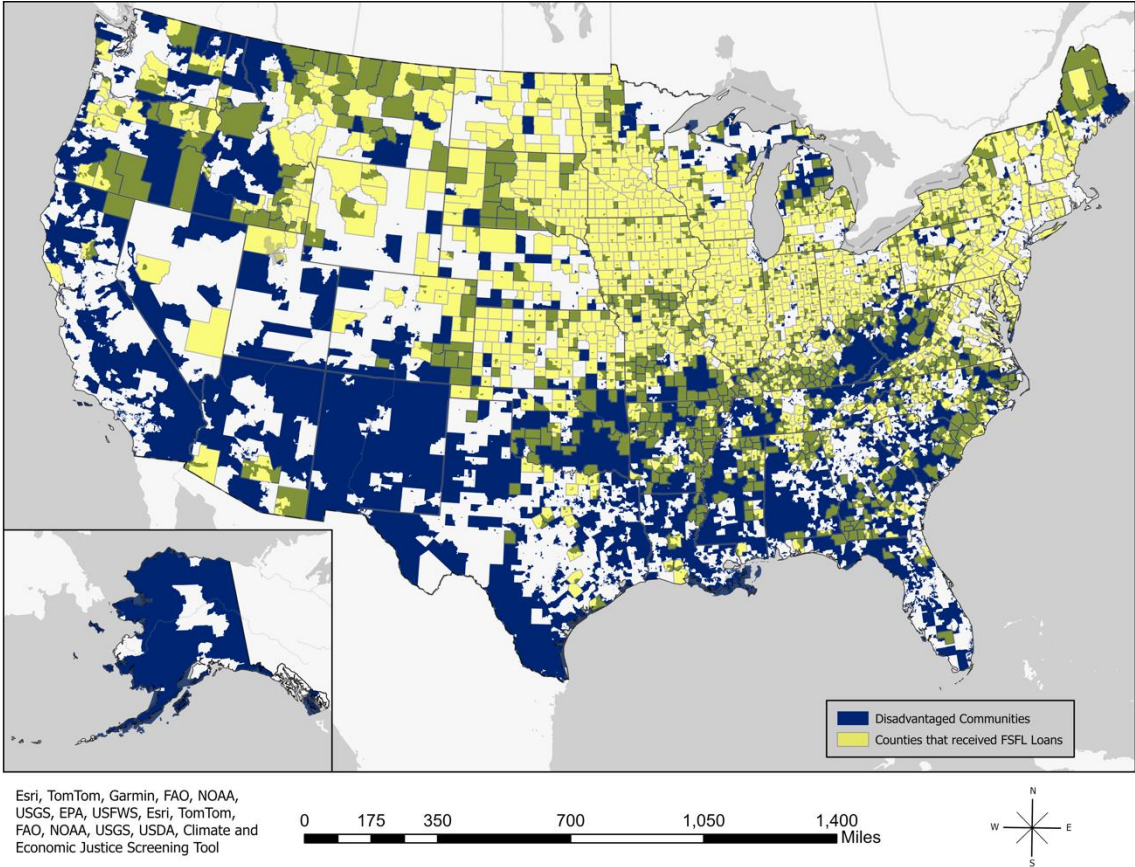 Disadvantaged Communities
Counties that received FSFL Loans
Esri, TomTom, Garmin, FAO, NOAA,
USGS, EPA, USFWS, Esri, TomTom,
FAO, NOAA, USGS, USDA, Climate and
Economic Justice Screening Tool
0 175 350 700 1,050 1,400
Miles
N
W E
S